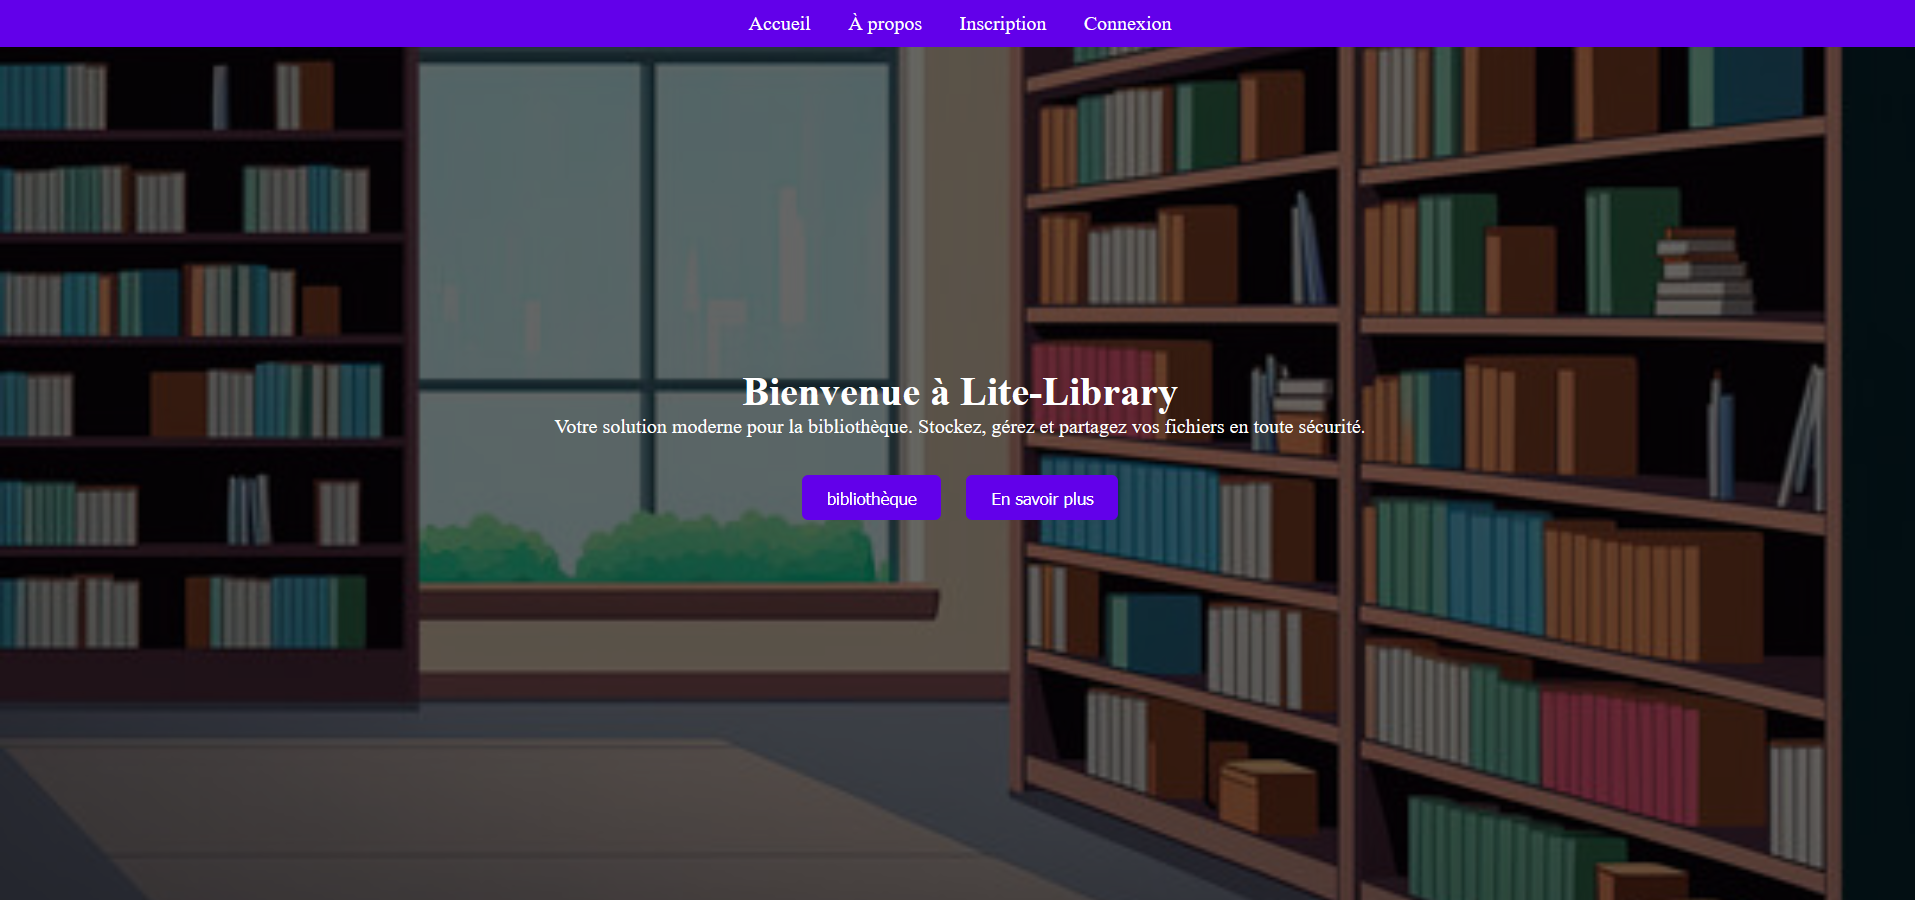 Accueil À propos Inscription Connexion
Bienvenue à Lite-Library
Votre solution moderne pour la bibliothèque. Stockez, gérez et partagez vos fichiers en toute sécurité.
bibliothèque En savoir plus